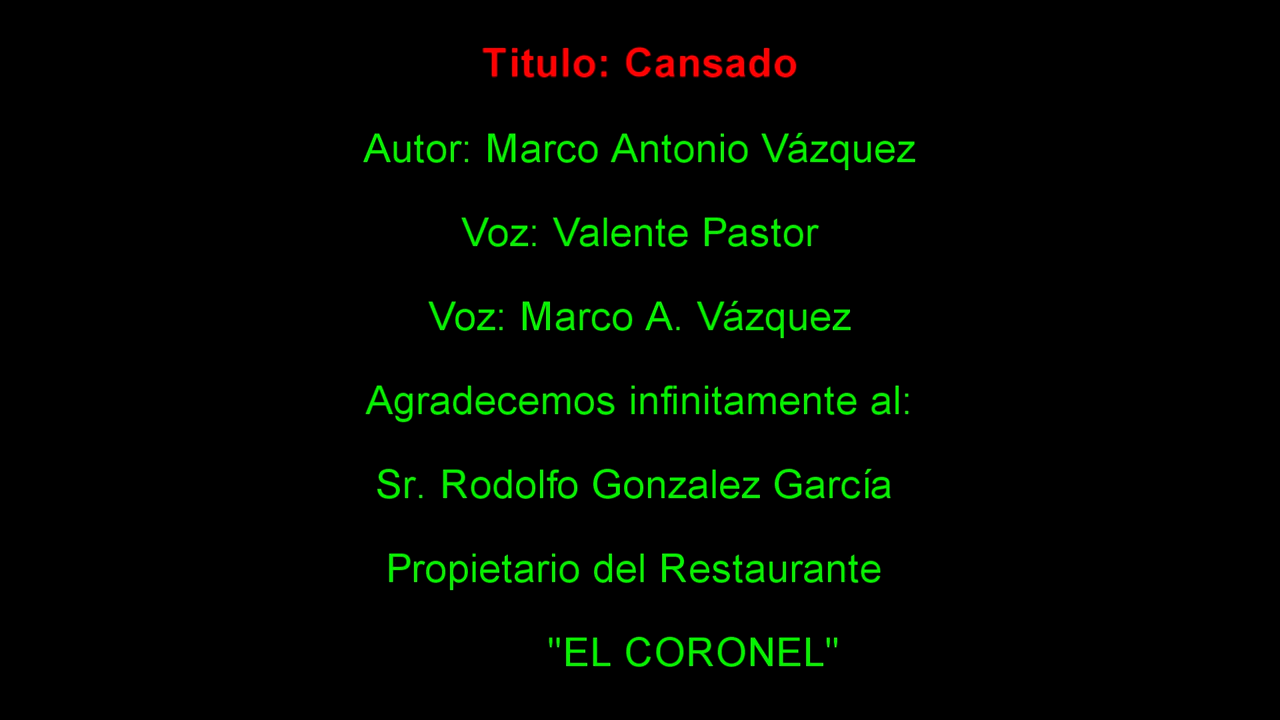 Titulo: Cansado
Autor: Marco Antonio Vázquez
Voz: Valente Pastor
Voz: Marco A. Vázquez
Agradecemos infinitamente al:
Sr. Rodolfo Gonzalez García
Propietario del Restaurante
"EL CORONEL"